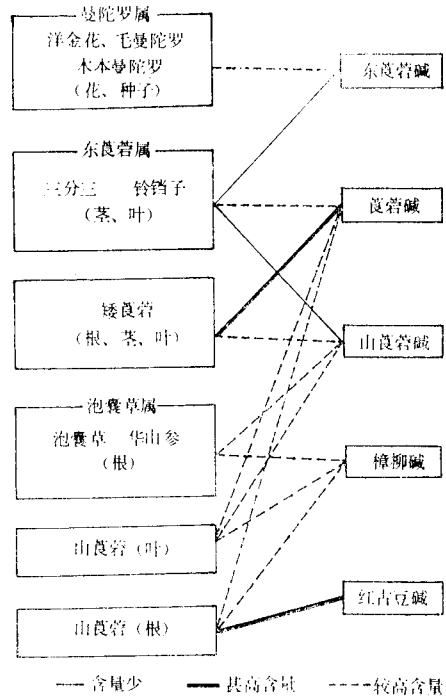 曼陀罗属
洋金花、毛曼陀罗
木本曼陀罗
(花、种子)
东莨菪碱
东莨菪属
三分三 铃铛子
(茎、叶)
莨菪碱
矮莨菪
(根、茎、叶)
山莨菪碱
泡囊草属
泡囊草 华山参
(根)
樟柳碱
山莨菪(叶)
红古豆碱
山莨菪(根)
含量少 甚高含量 较高含量